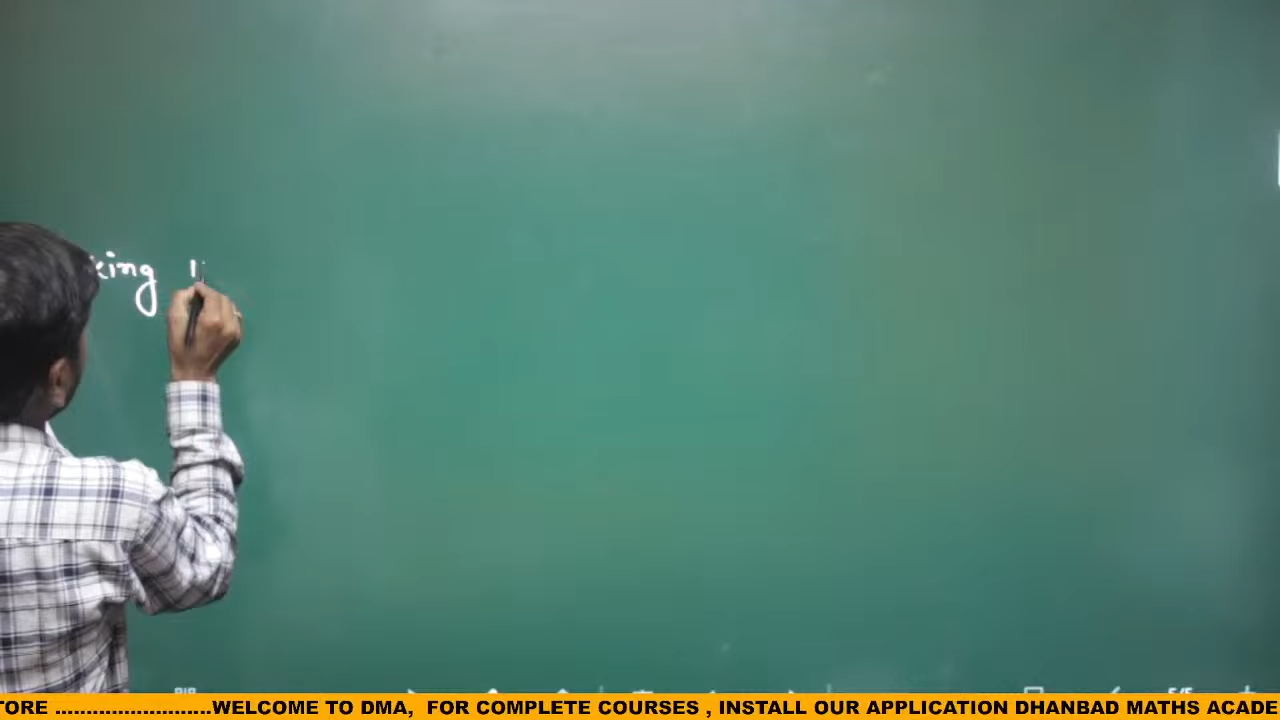 king
TORE ........................WELCOME TO DMA, FOR COMPLETE COURSES , INSTALL OUR APPLICATION DHANBAD MATHS ACADE